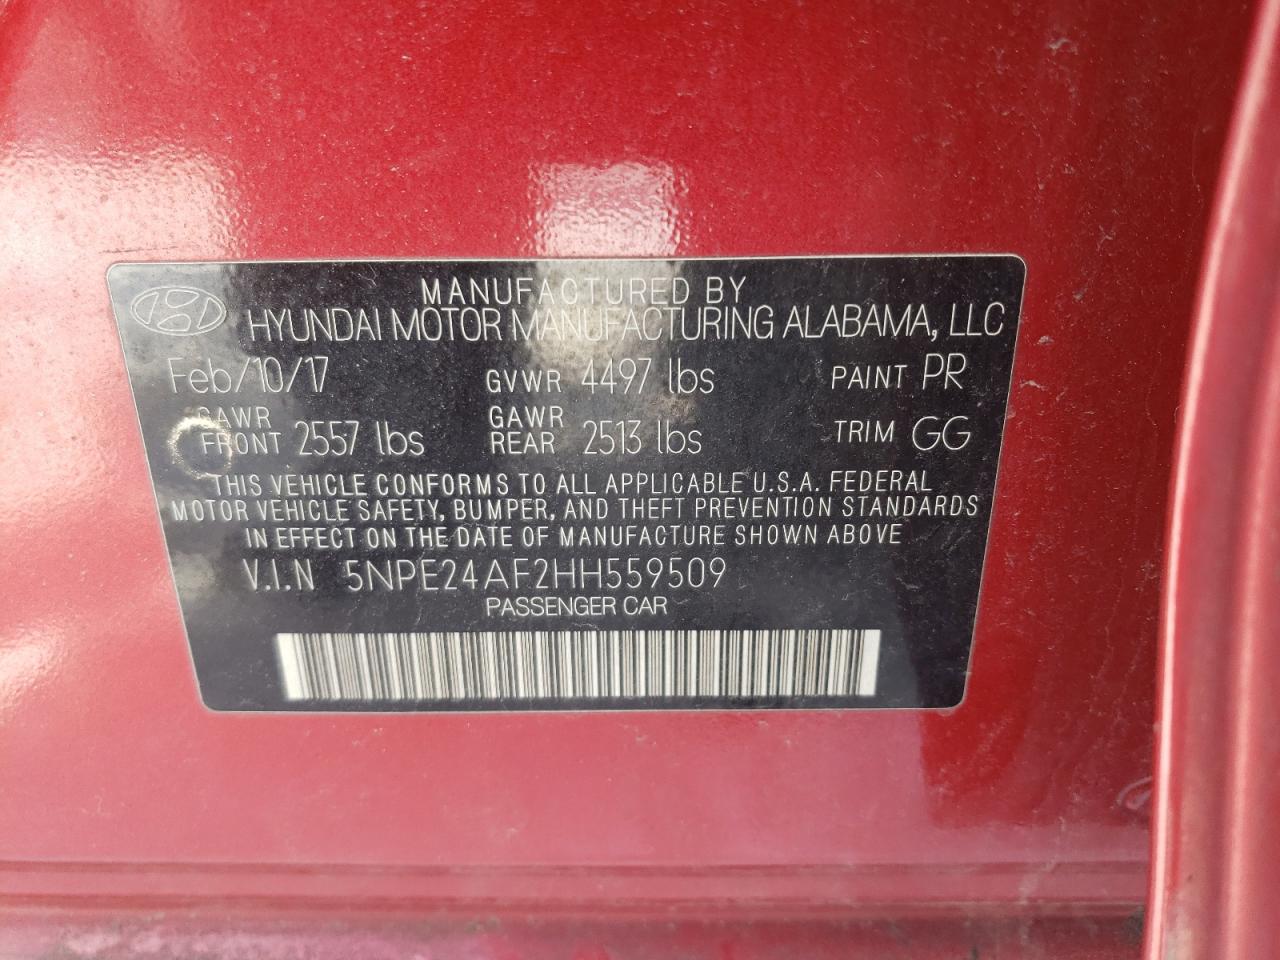 MANUFACTURED BY
HYUNDAI MOTOR MANUFACTURING ALABAMA, LLC
Feb/10/17 GVWR 4497 lbs PAINT PR
GAWR FRONT 2557 lbs GAWR REAR 2513 lbs TRIM GG
THIS VEHICLE CONFORMS TO ALL APPLICABLE U.S.A. FEDERAL
MOTOR VEHICLE SAFETY, BUMPER, AND THEFT PREVENTION STANDARDS
IN EFFECT ON THE DATE OF MANUFACTURE SHOWN ABOVE
V.I.N 5NPE24AF2HH559509
PASSENGER CAR